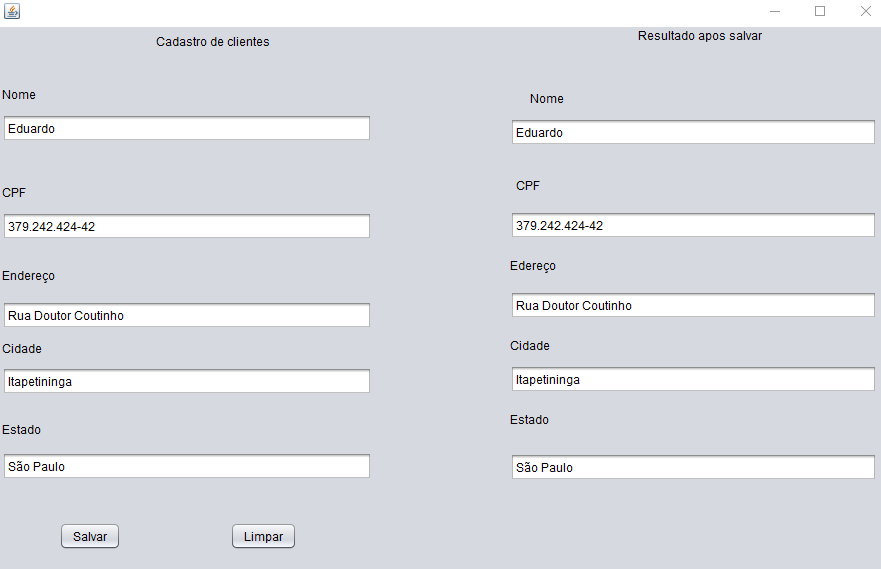 Cadastro de clientes
Nome
Eduardo
CPF
379.242.424-42
Endereço
Rua Doutor Coutinho
Cidade
Itapetininga
Estado
São Paulo
Salvar
Limpar
Resultado apos salvar
Nome
Eduardo
CPF
379.242.424-42
Edereço
Rua Doutor Coutinho
Cidade
Itapetininga
Estado
São Paulo